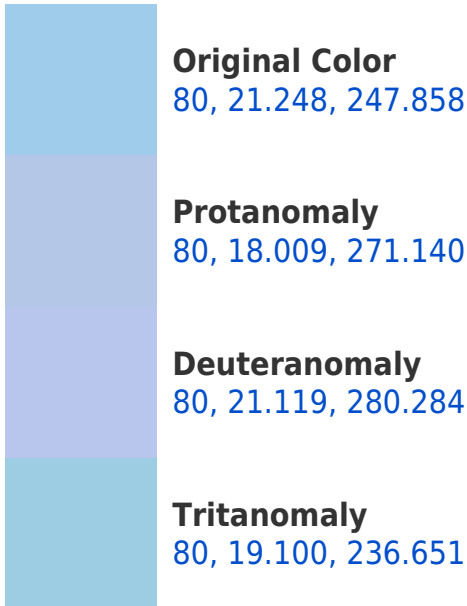 Original Color
80, 21.248, 247.858
Protanomaly
80, 18.009, 271.140
Deuteranomaly
80, 21.119, 280.284
Tritanomaly
80, 19.100, 236.651